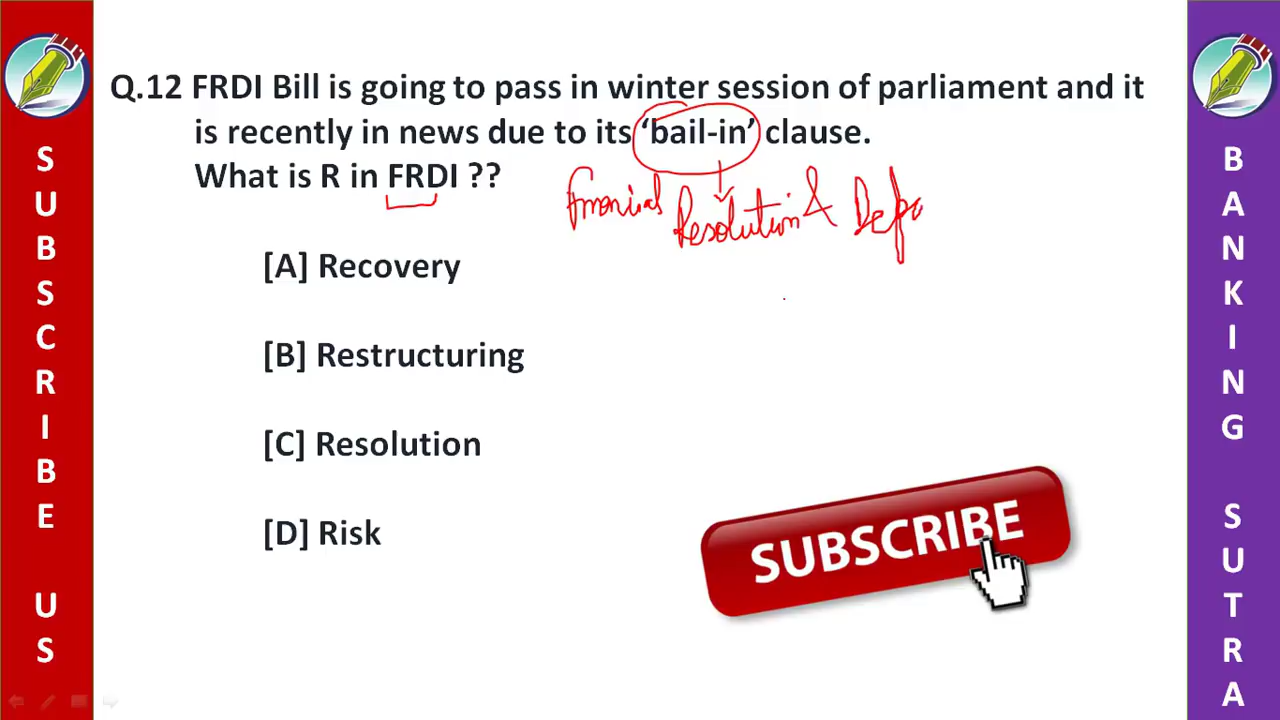 Q.12 FRDI Bill is going to pass in winter session of parliament and it
is recently in news due to its ‘bail-in’ clause.
What is R in FRDI ??
Resolution & Depo
[A] Recovery
[B] Restructuring
[C] Resolution
[D] Risk
SUBSCRIBE
SUBSCRIBE US
BANKING SUTRA